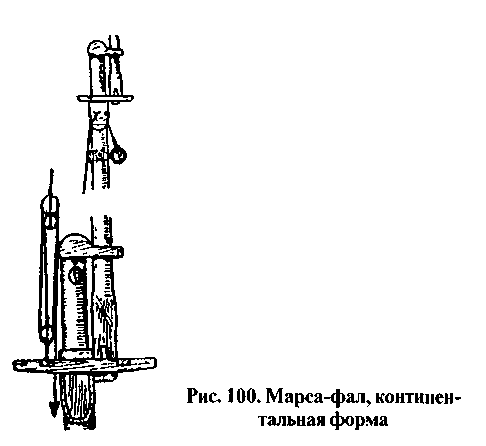 Рис. 100. Марса-фал, континен-
тальная форма